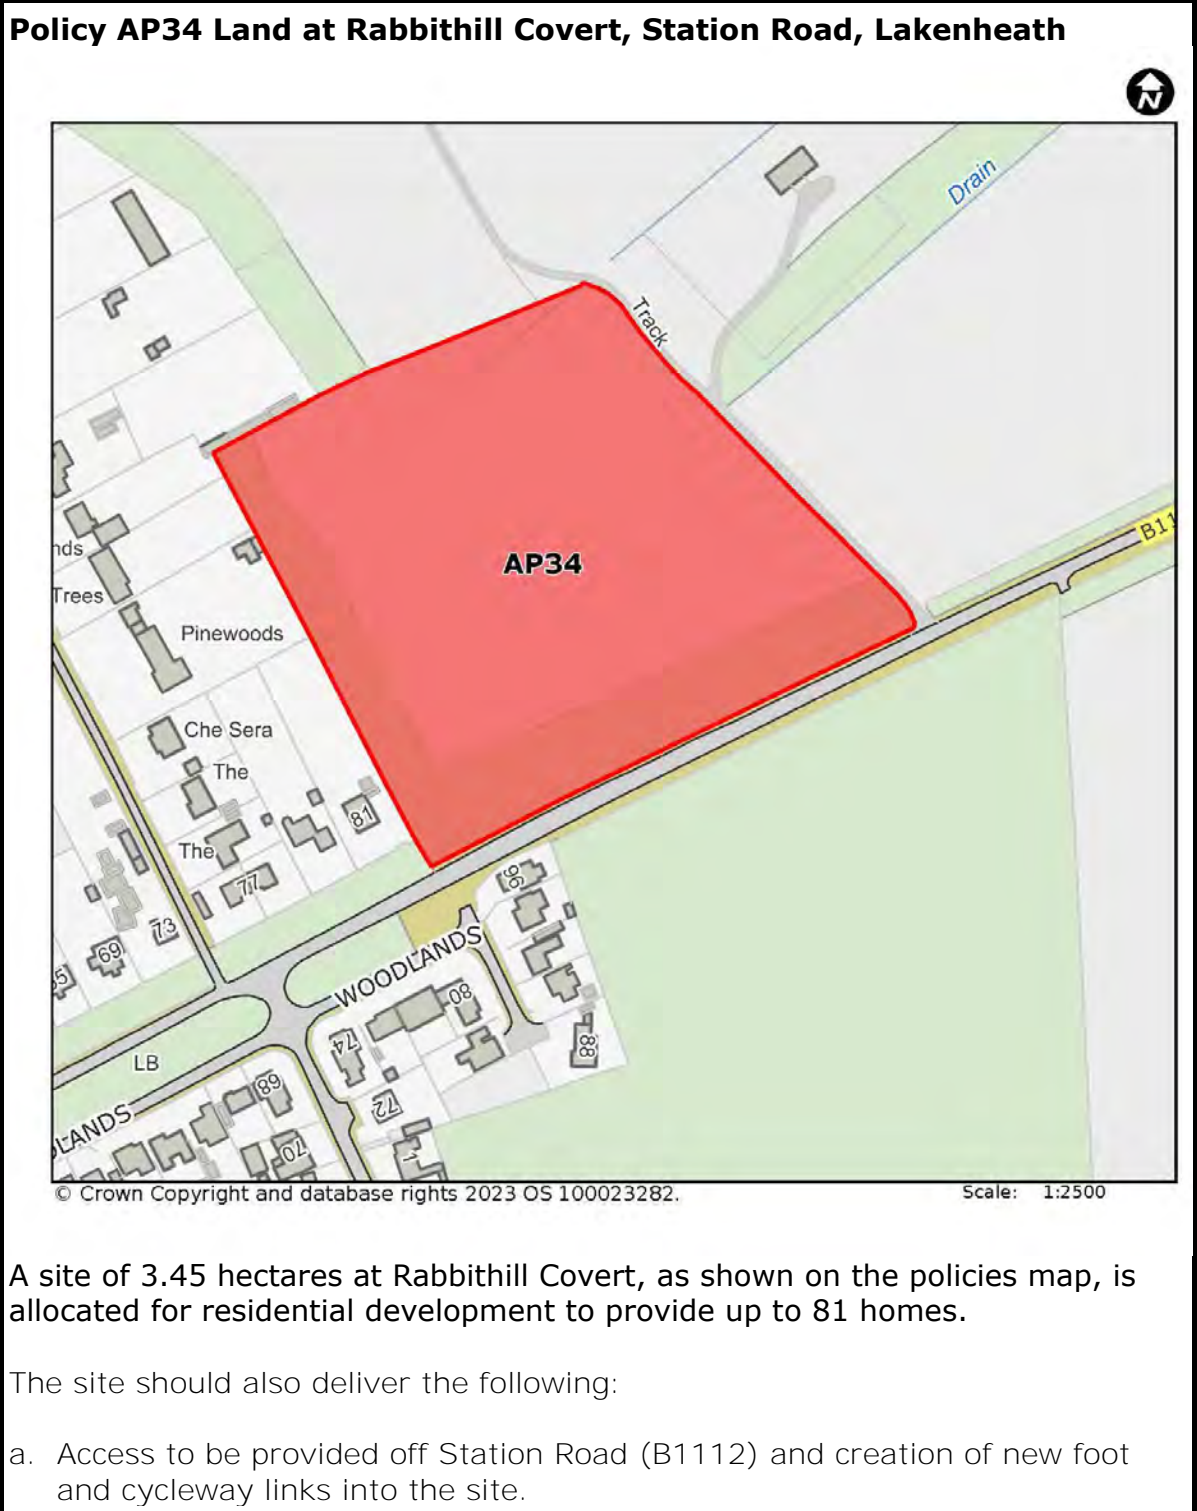 Policy AP34 Land at Rabbithill Covert, Station Road, Lakenheath
N
Drain
Track
AP34
B11
nds
Trees
Pinewoods
Che Sera
The
The
81
77
73
69
65
96
WOODLANDS
80
74
88
72
LB
68
DLANDS
70
1
© Crown Copyright and database rights 2023 OS 100023282.
Scale: 1:2500
A site of 3.45 hectares at Rabbithill Covert, as shown on the policies map, is
allocated for residential development to provide up to 81 homes.
The site should also deliver the following:
a. Access to be provided off Station Road (B1112) and creation of new foot
and cycleway links into the site.